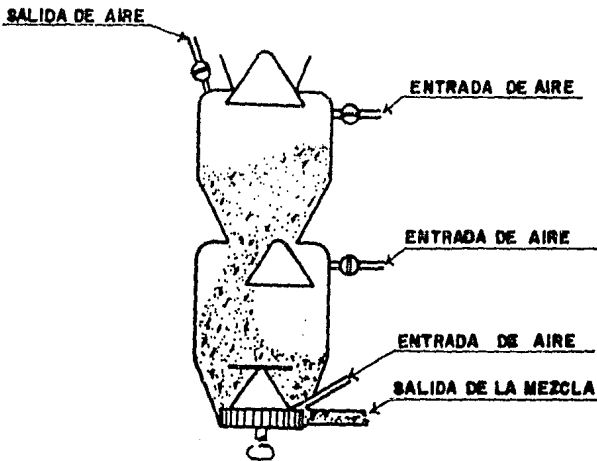 SALIDA DE AIRE
ENTRADA DE AIRE
ENTRADA DE AIRE
ENTRADA DE AIRE
SALIDA DE LA MEZCLA